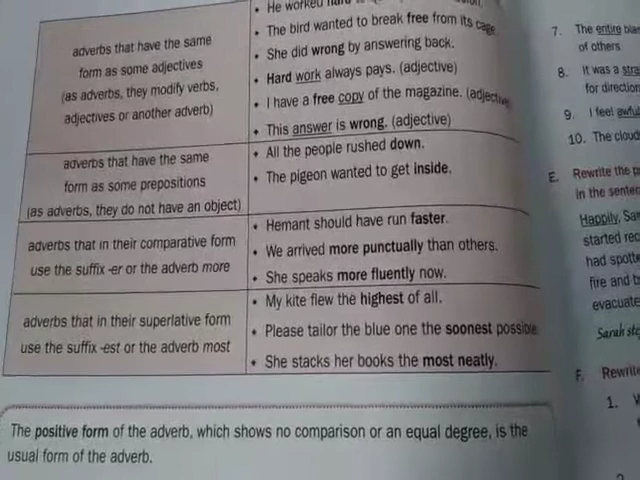 He worked hard
adverbs that have the same
form as some adjectives
(as adverbs, they modify verbs,
adjectives or another adverb)
• The bird wanted to break free from its cage.
• She did wrong by answering back.
• Hard work always pays. (adjective)
• I have a free copy of the magazine. (adjective)
• This answer is wrong. (adjective)
adverbs that have the same
form as some prepositions
(as adverbs, they do not have an object)
• All the people rushed down.
• The pigeon wanted to get inside.
adverbs that in their comparative form
use the suffix -er or the adverb more
• Hemant should have run faster.
• We arrived more punctually than others.
• She speaks more fluently now.
adverbs that in their superlative form
use the suffix -est or the adverb most
• My kite flew the highest of all.
• Please tailor the blue one the soonest possible
• She stacks her books the most neatly.
The positive form of the adverb, which shows no comparison or an equal degree, is the
usual form of the adverb.
7. The entire
of others
8. It was a
for direction
9. I feel
10. The
E. Rewrite the
in the
Happily,
started
had
fire and
Sarah
F.
1.